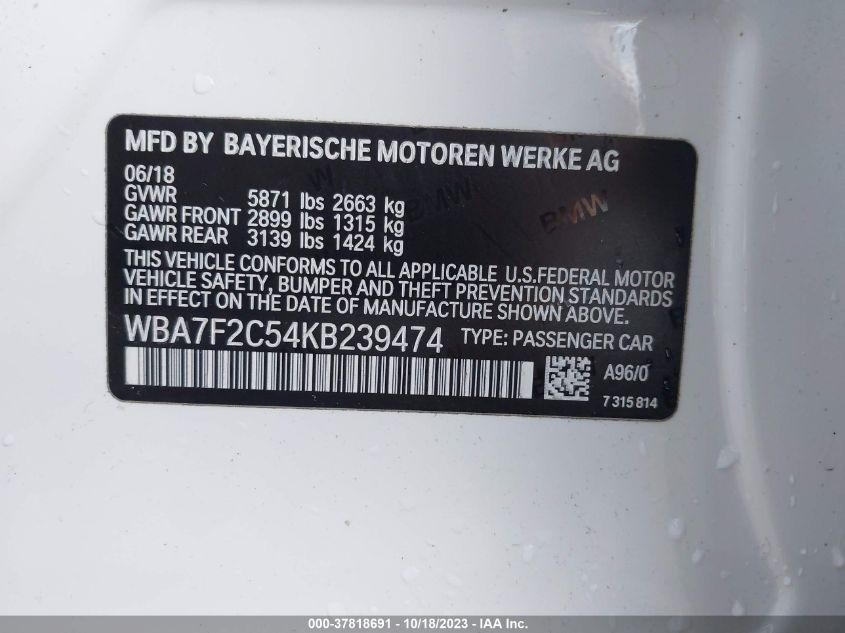 MFD BY BAYERISCHE MOTOREN WERKE AG
06/18
GVWR 5871 lbs 2663 kg
GAWR FRONT 2899 lbs 1315 kg
GAWR REAR 3139 lbs 1424 kg
BMW
BMW
THIS VEHICLE CONFORMS TO ALL APPLICABLE U.S.FEDERAL MOTOR
VEHICLE SAFETY, BUMPER AND THEFT PREVENTION STANDARDS
IN EFFECT ON THE DATE OF MANUFACTURE SHOWN ABOVE.
WBA7F2C54KB239474 TYPE: PASSENGER CAR
A96/0
7 315 814
000-37818691 - 10/18/2023 - IAA Inc.